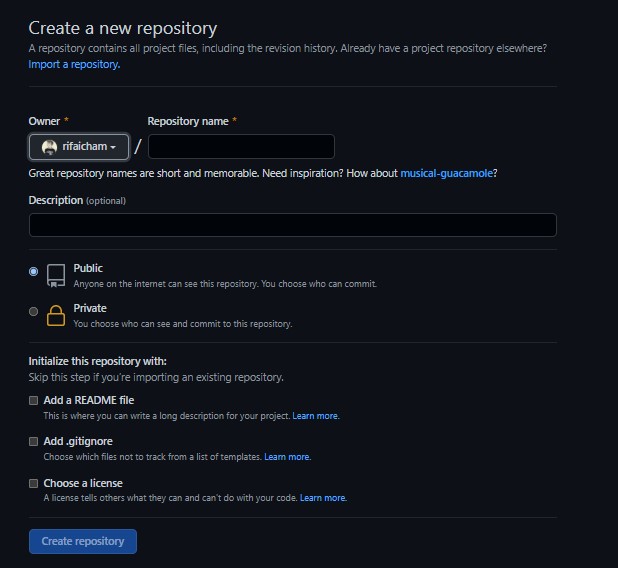 Create a new repository
A repository contains all project files, including the revision history. Already have a project repository elsewhere?
Import a repository.
Owner *
Repository name *
rifaicham
/
Great repository names are short and memorable. Need inspiration? How about musical-guacamole?
Description (optional)
Public
Anyone on the internet can see this repository. You choose who can commit.
Private
You choose who can see and commit to this repository.
Initialize this repository with:
Skip this step if you're importing an existing repository.
Add a README file
This is where you can write a long description for your project. Learn more.
Add .gitignore
Choose which files not to track from a list of templates. Learn more.
Choose a license
A license tells others what they can and can't do with your code. Learn more.
Create repository